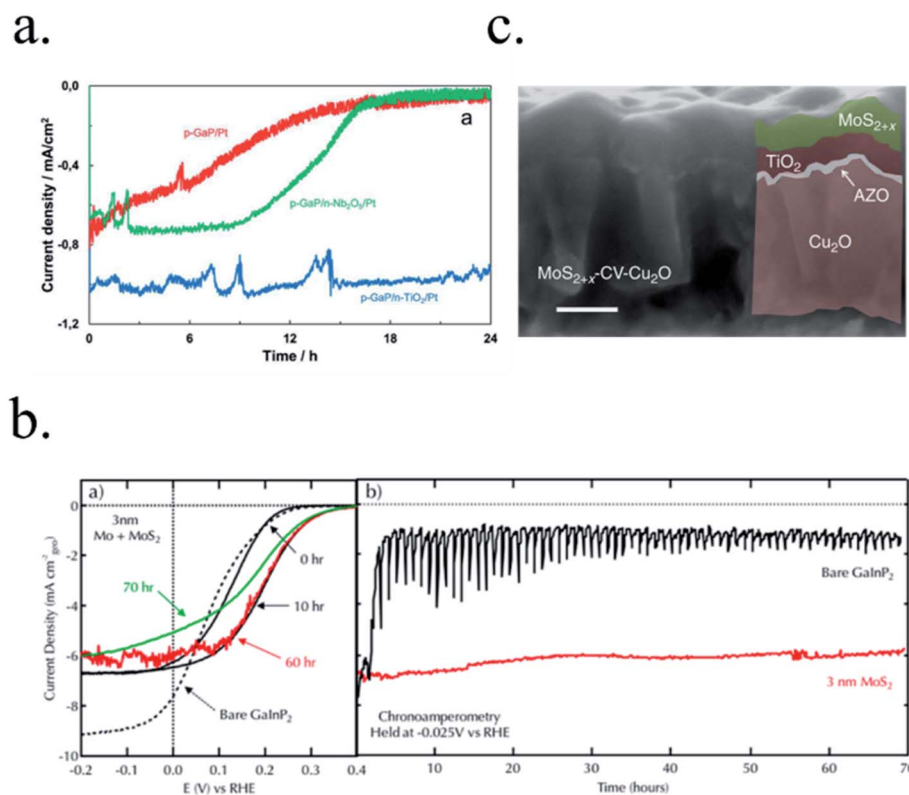 a.
0,0
-0,4
-0,8
-1,2
Current density / mA/cm²
a
p-GaP/Pt
p-GaP/n-Nb₂O₅/Pt
p-GaP/n-TiO₂/Pt
0
6
12
18
24
Time / h
c.
MoS₂₊ₓ
TiO₂
AZO
Cu₂O
MoS₂₊ₓ-CV-Cu₂O
b.
a)
0
-2
-4
-6
-8
-10
Current Density (mA cm⁻²
3nm
Mo + MoS₂
0 hr
70 hr
10 hr
60 hr
Bare GaInP₂
-0.2
-0.1
0.0
0.1
0.2
0.3
0.4
E (V) vs RHE
b)
Bare GaInP₂
3 nm MoS₂
Chronoamperometry
Held at -0.025V vs RHE
10
20
30
40
50
60
70
Time (hours)